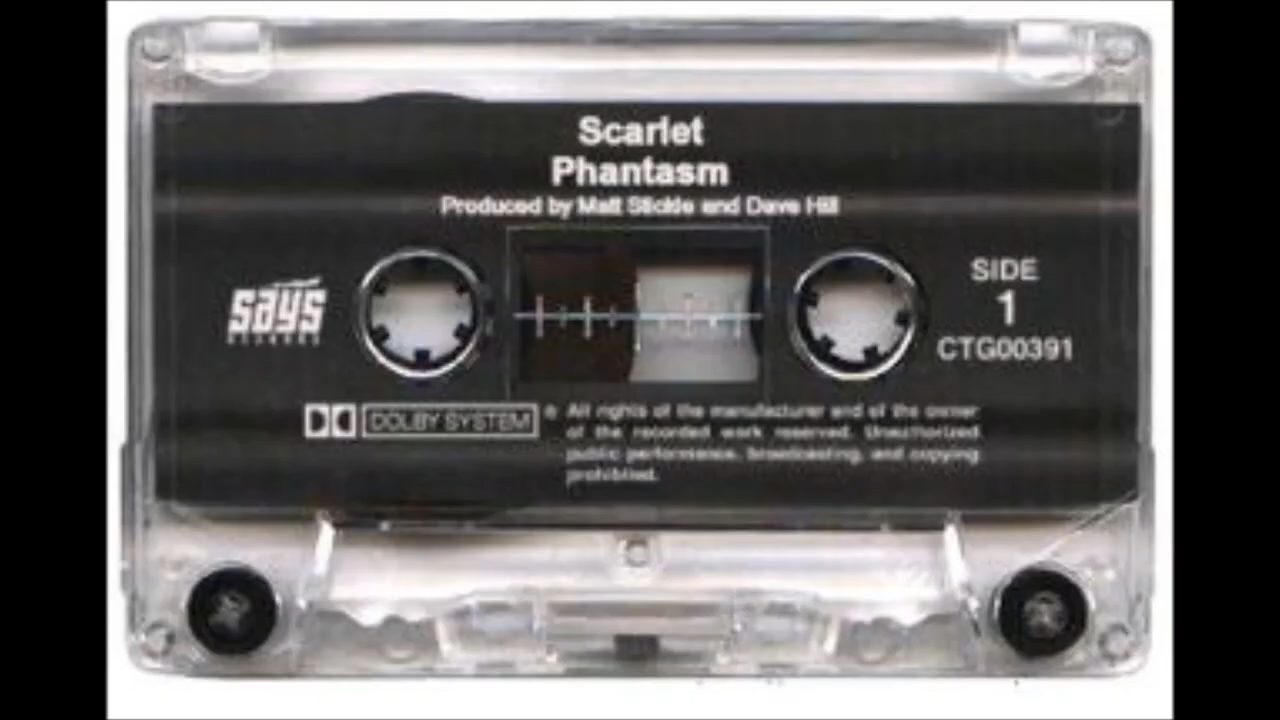 Scarlet
Phantasm
Produced by Matt Stickle and Dave Hill
says
RECORDS
SIDE
1
CTG00391
DOLBY SYSTEM ®
All rights of the manufacturer and of the owner
of the recorded work reserved. Unauthorized
public performance, broadcasting, and copying
prohibited.